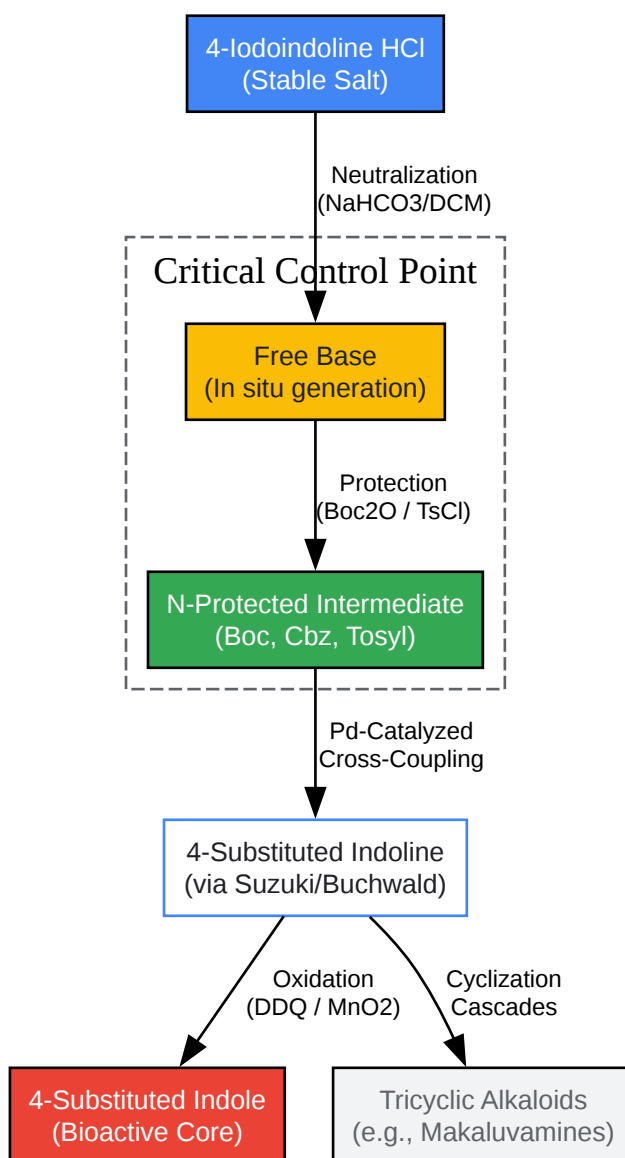 4-Iodoindoline HCl
(Stable Salt)
Neutralization
(NaHCO3/DCM)
Critical Control Point
Free Base
(In situ generation)
Protection
(Boc2O / TsCl)
N-Protected Intermediate
(Boc, Cbz, Tosyl)
Pd-Catalyzed
Cross-Coupling
4-Substituted Indoline
(via Suzuki/Buchwald)
Oxidation
(DDQ / MnO2)
Cyclization
Cascades
4-Substituted Indole
(Bioactive Core)
Tricyclic Alkaloids
(e.g., Makaluvamines)